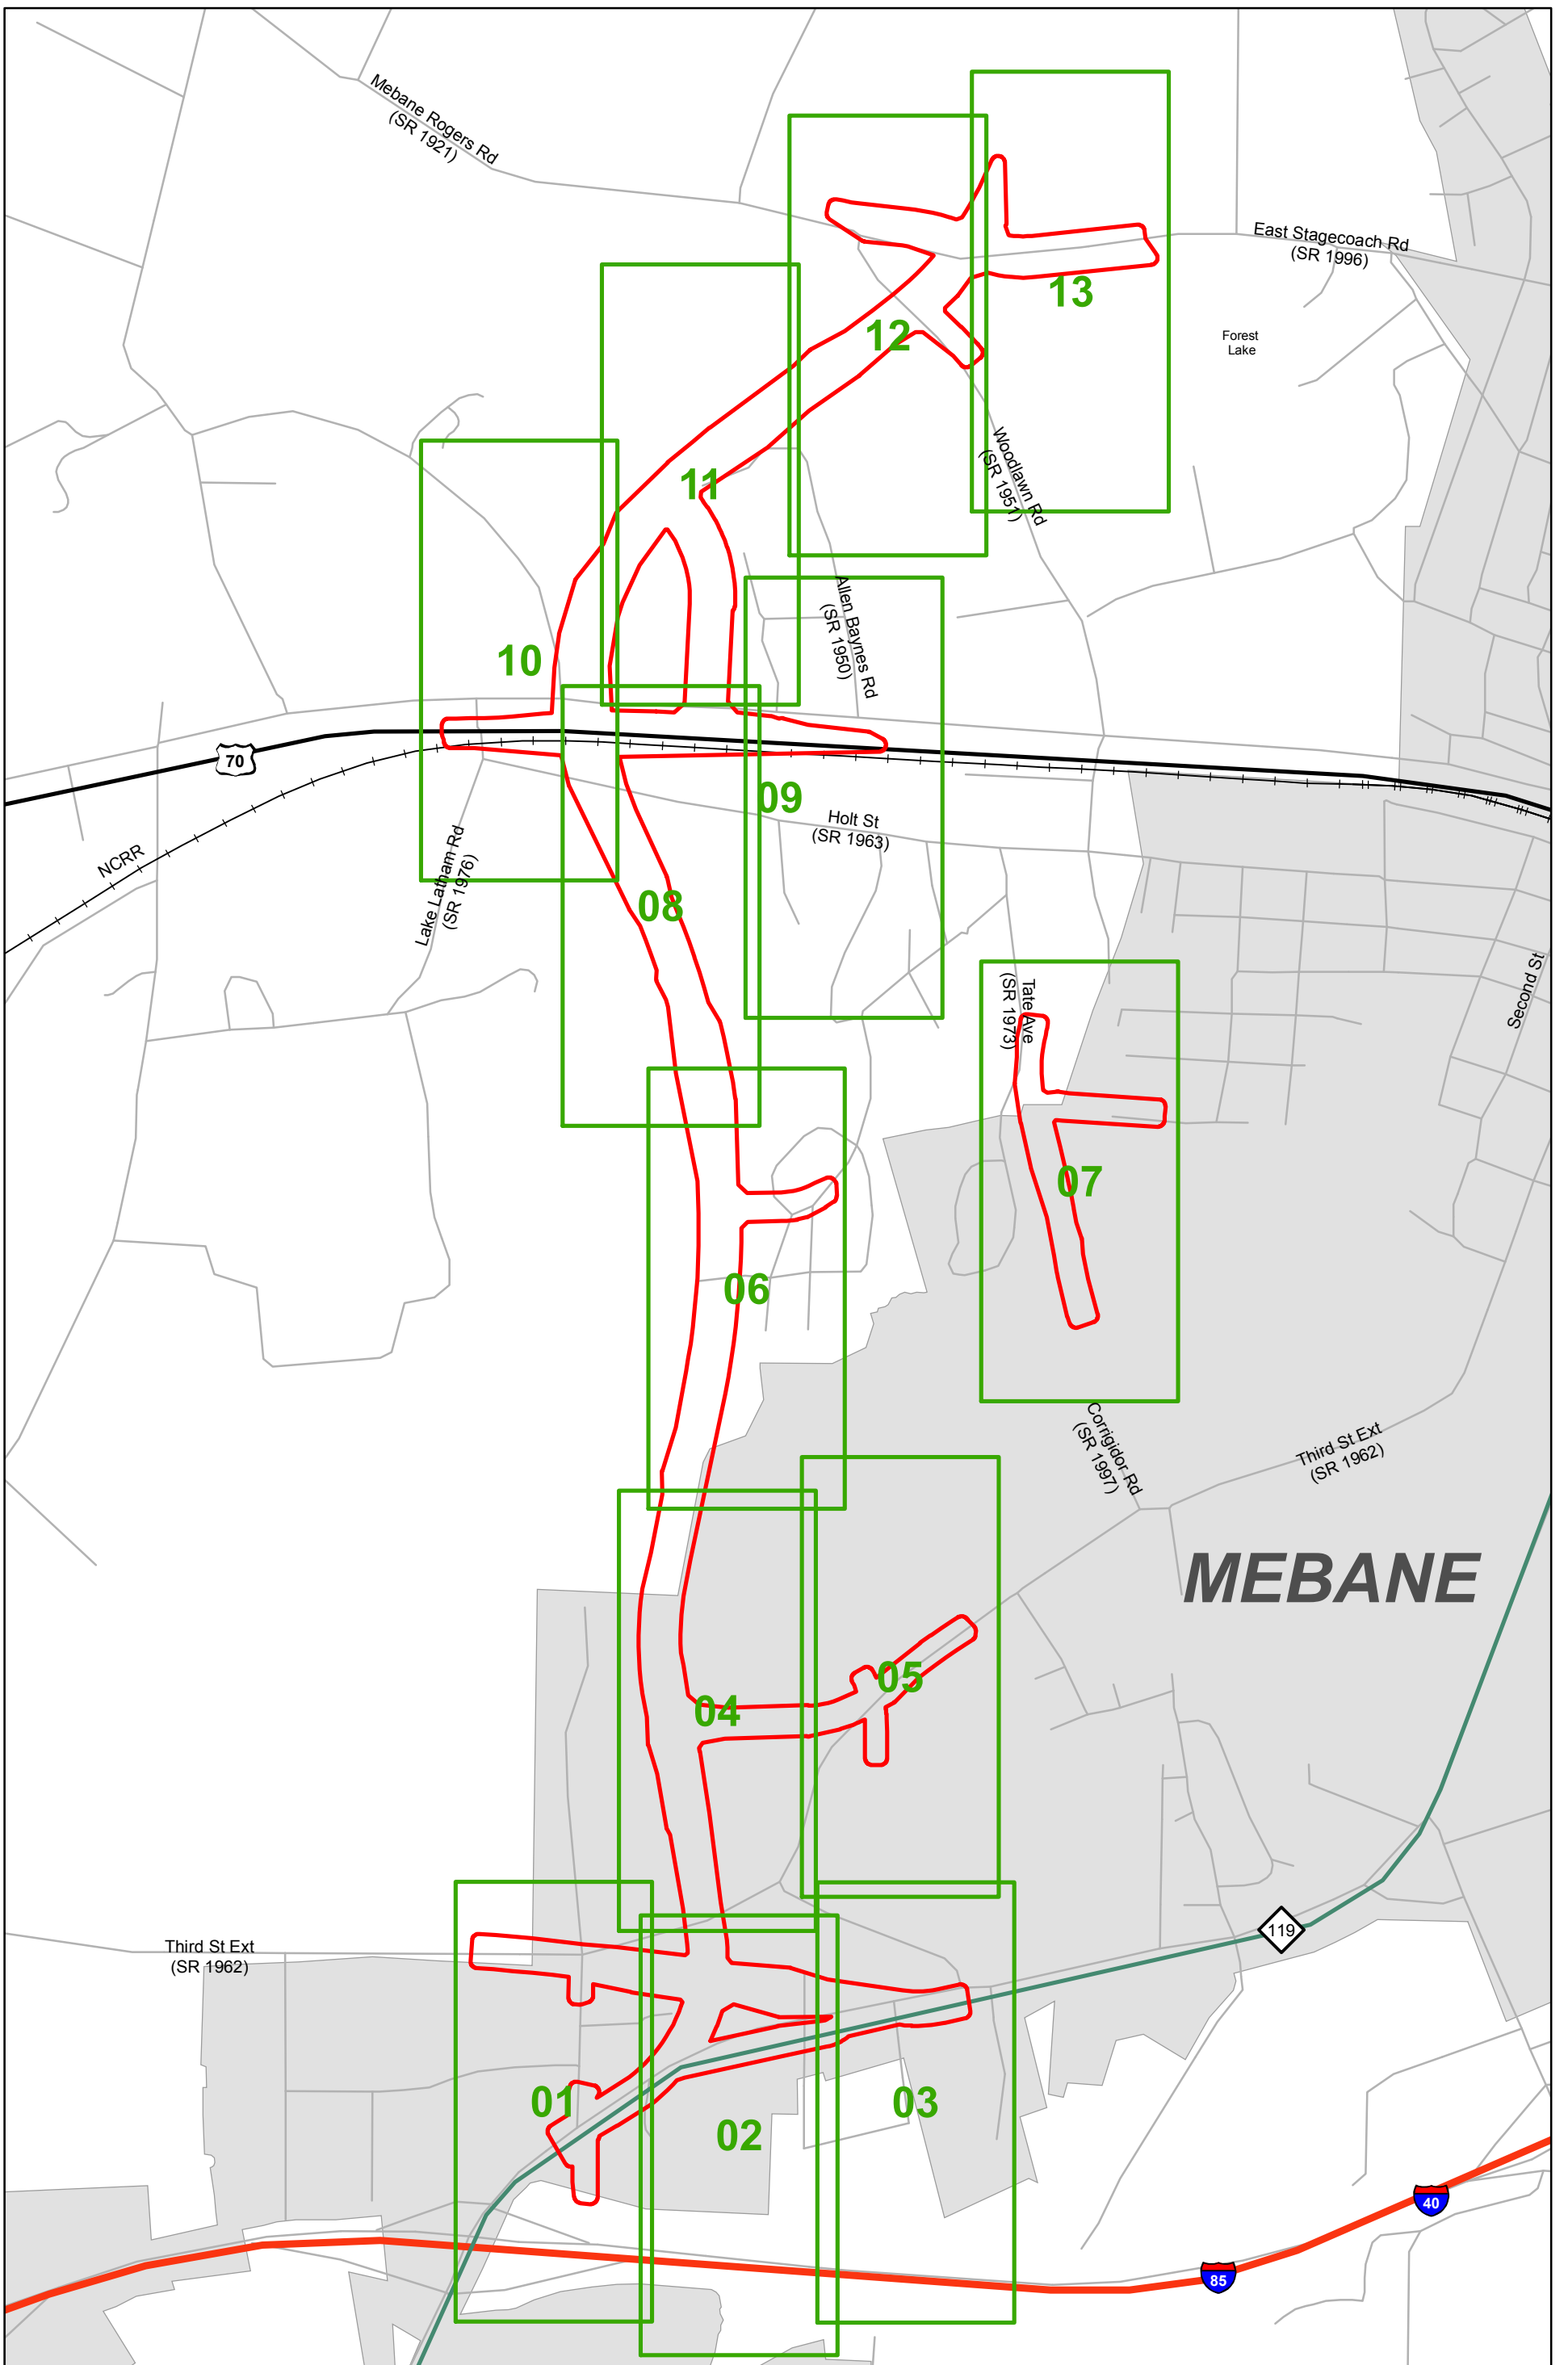 Mebane Rogers Rd
(SR 1921)
East Stagecoach Rd
(SR 1996)
13
Forest
Lake
12
Woodlawn Rd
(SR 1951)
11
Allen Baynes Rd
(SR 1950)
10
70
09
Holt St
(SR 1963)
NCRR
Lake Latham Rd
(SR 1976)
08
Second St
Tate Ave
(SR 1973)
07
06
Corrigidor Rd
(SR 1997)
Third St Ext
(SR 1962)
MEBANE
05
04
119
Third St Ext
(SR 1962)
01
03
02
40
85